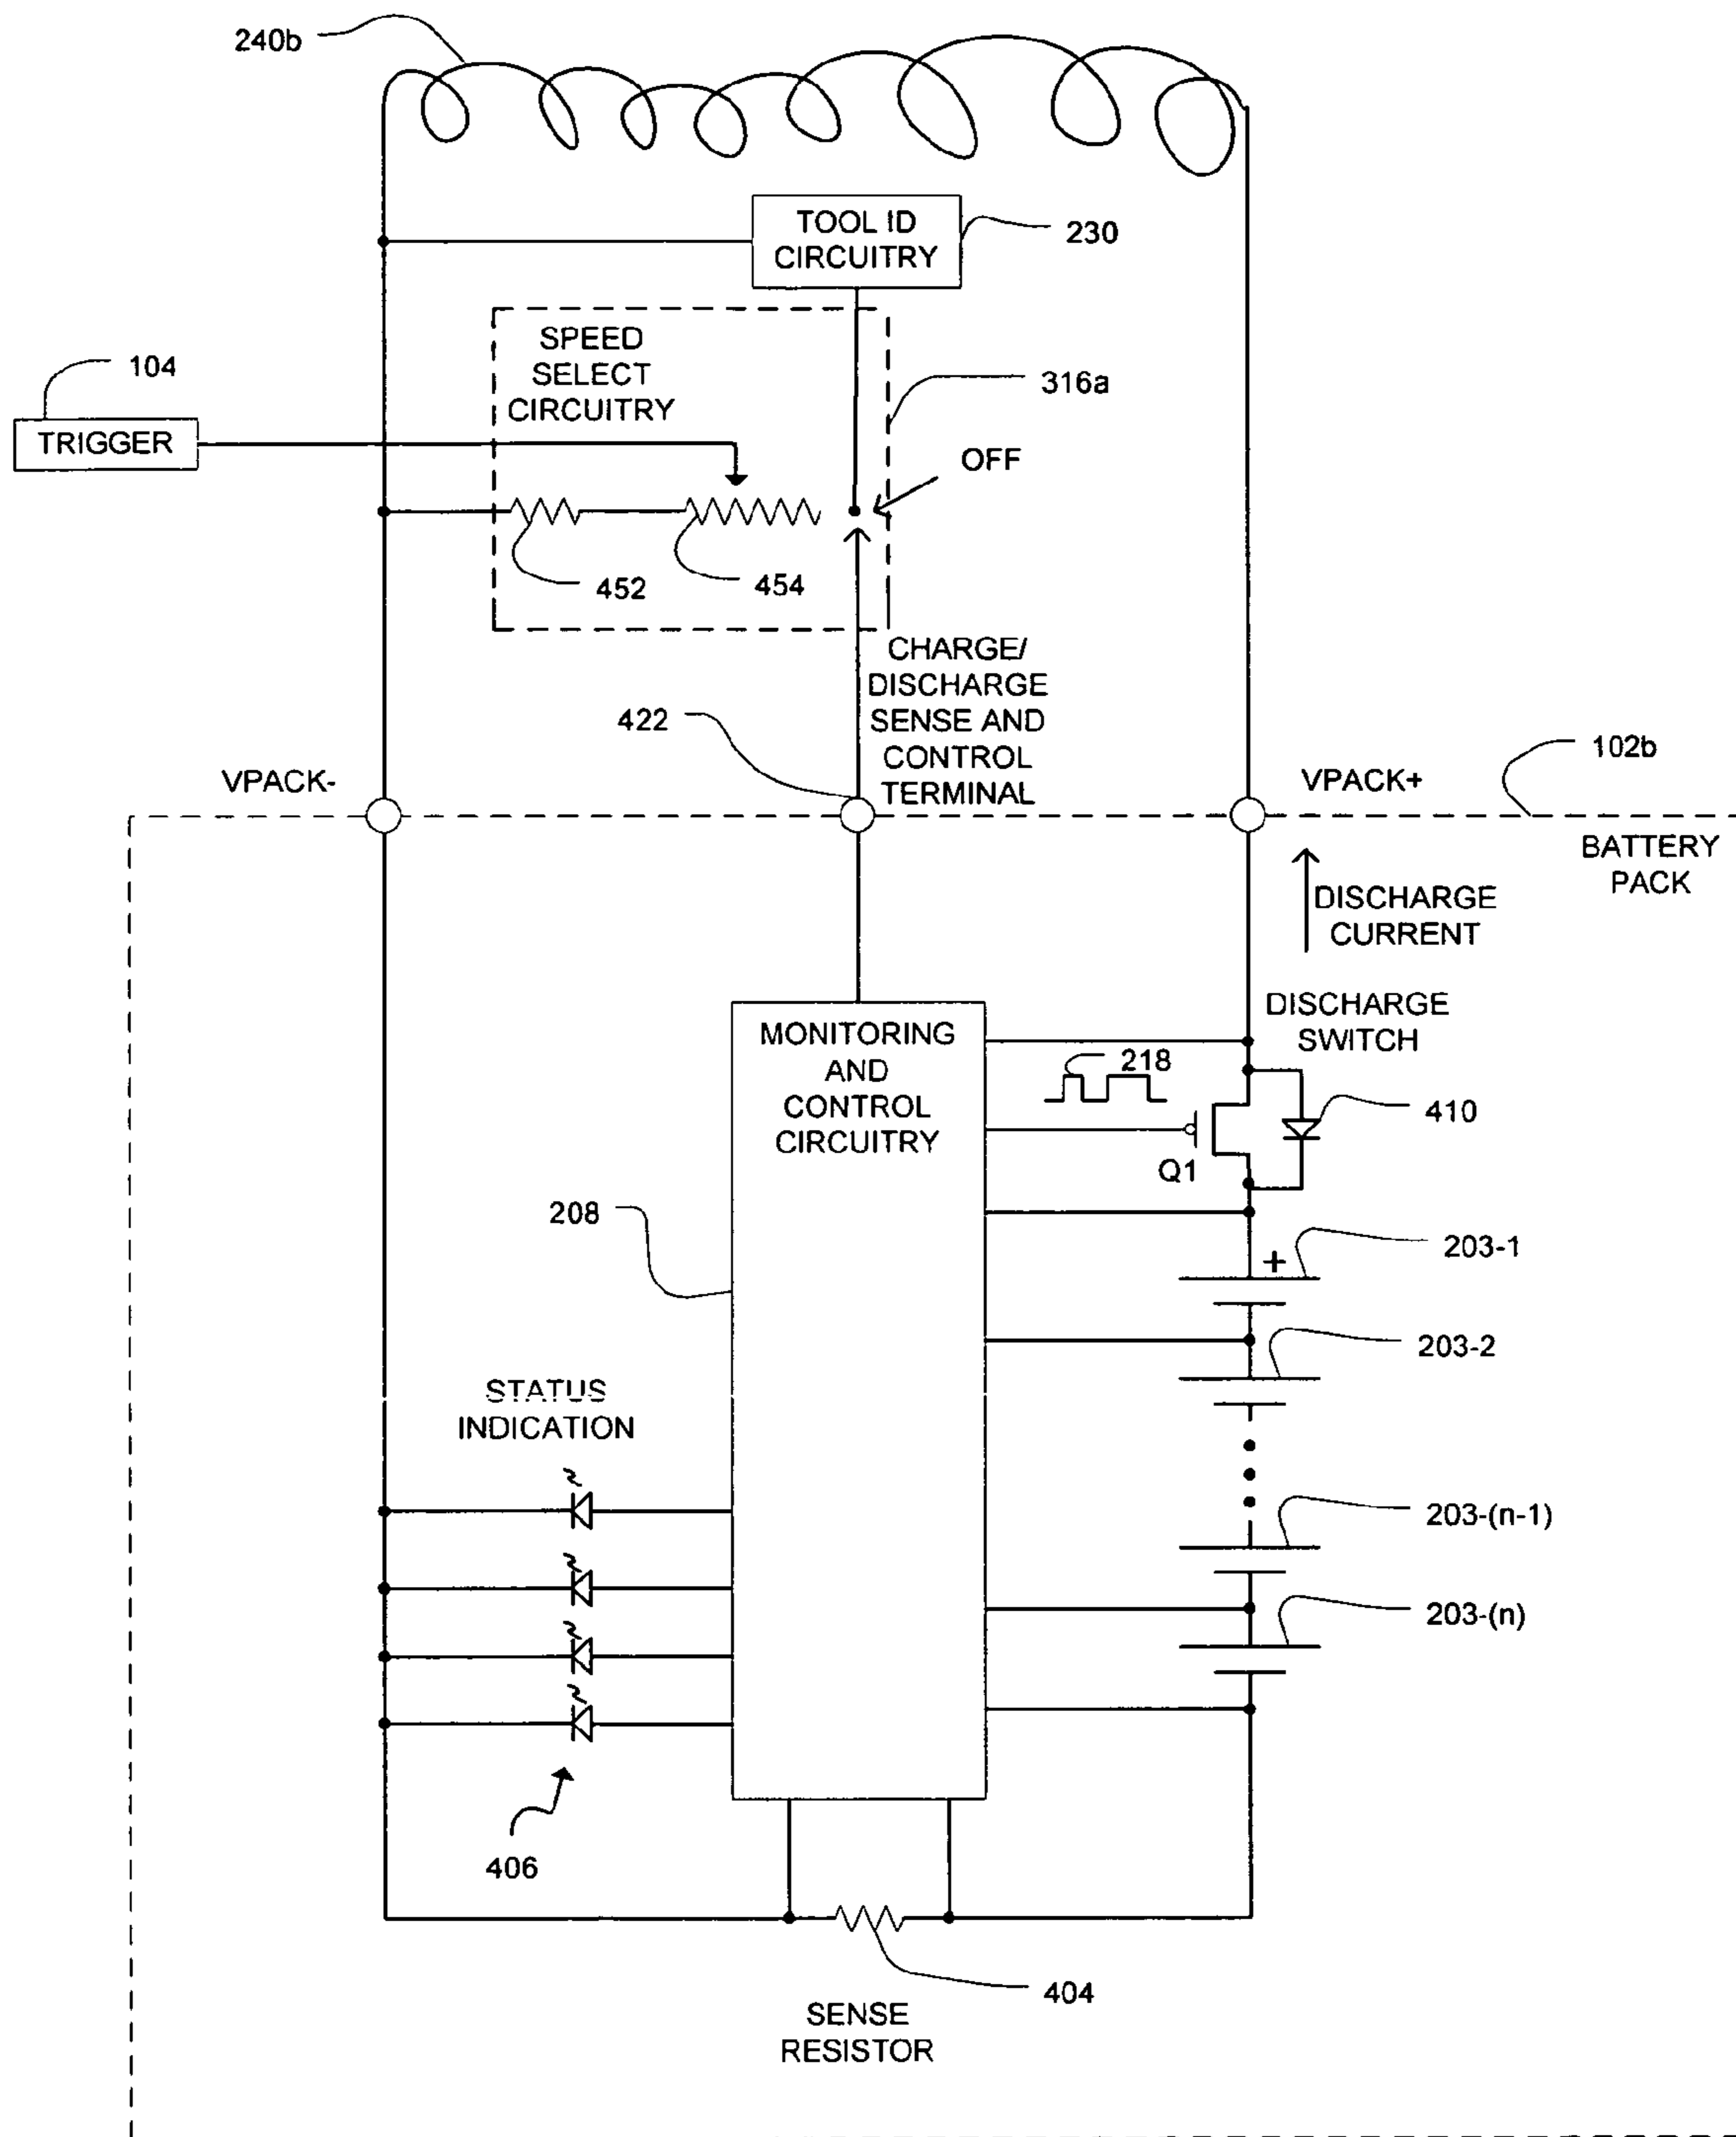 240b
TOOL ID
CIRCUITRY
230
SPEED
SELECT
CIRCUITRY
104
316a
TRIGGER
OFF
452
454
CHARGE/
DISCHARGE
SENSE AND
CONTROL
TERMINAL
422
102b
VPACK-
VPACK+
BATTERY
PACK
DISCHARGE
CURRENT
DISCHARGE
SWITCH
MONITORING
AND
CONTROL
CIRCUITRY
218
410
Q1
208
+
203-1
203-2
STATUS
INDICATION
203-(n-1)
203-(n)
406
404
SENSE
RESISTOR